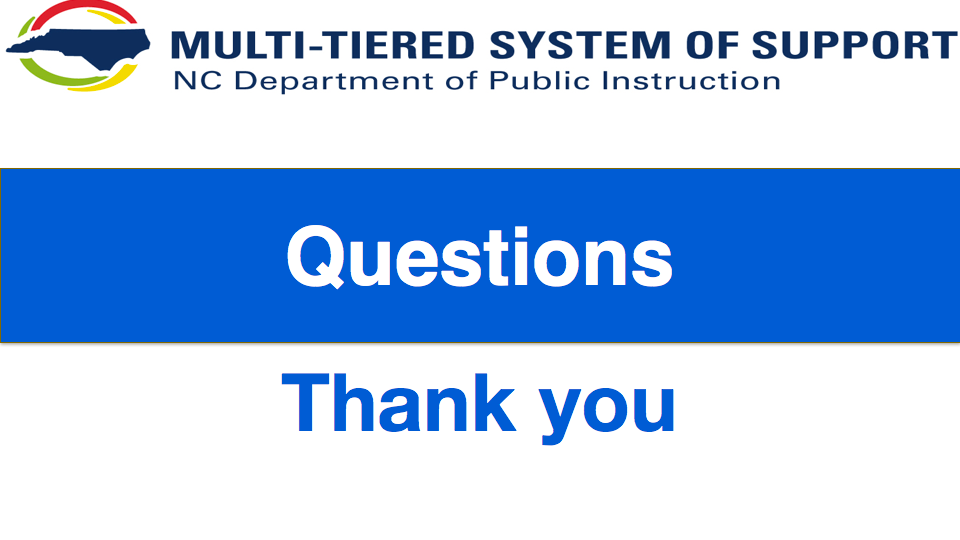 MULTI-TIERED SYSTEM OF SUPPORT
NC Department of Public Instruction
Questions
Thank you